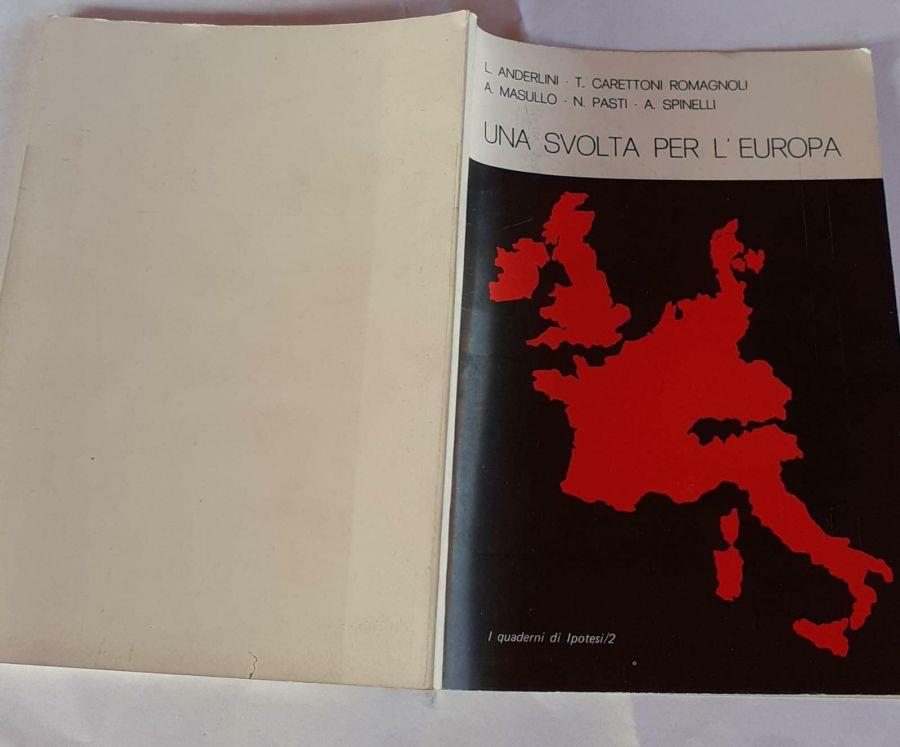 L. ANDERLINI · T. CARETTONI ROMAGNOLI
A. MASULLO · N. PASTI · A. SPINELLI
UNA SVOLTA PER L'EUROPA
I quaderni di Ipotesi/2